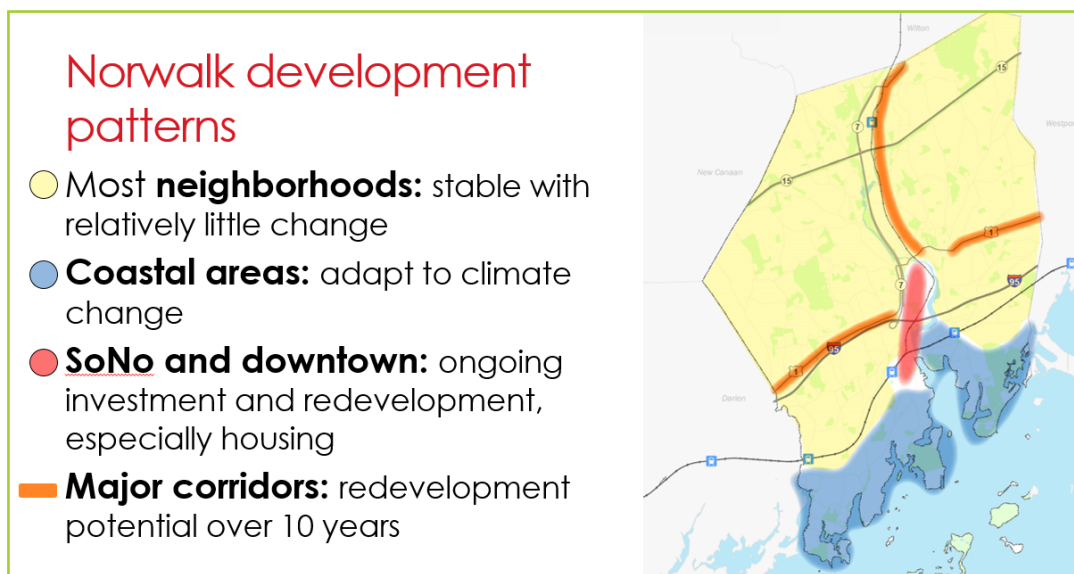 Norwalk development
patterns
Most neighborhoods: stable with
relatively little change
Coastal areas: adapt to climate
change
SoNo and downtown: ongoing
investment and redevelopment,
especially housing
Major corridors: redevelopment
potential over 10 years
Wilton
15
7
Westport
New Canaan
15
1
7
95
95
1
Darien